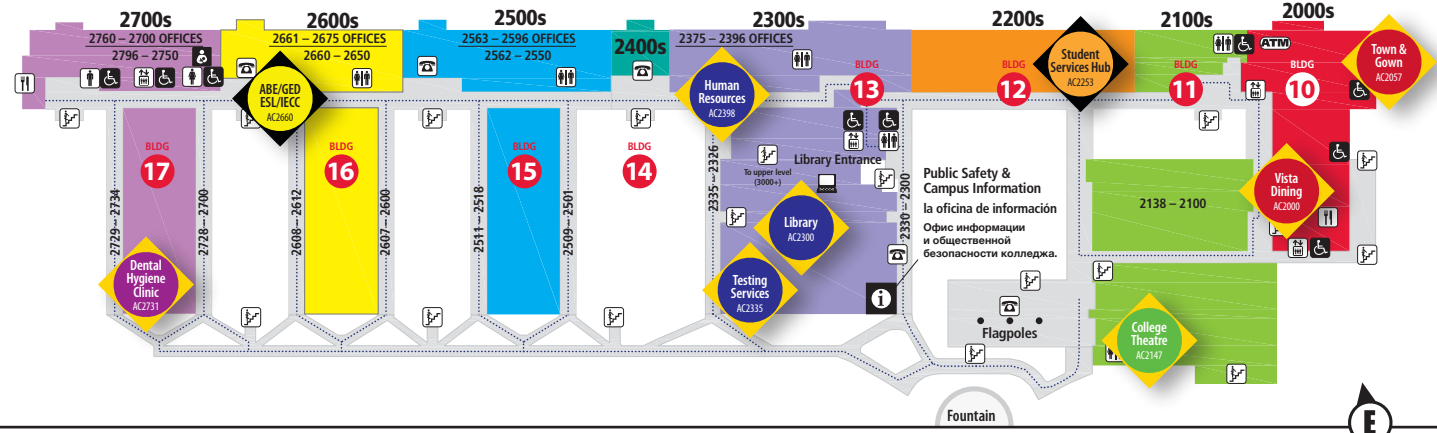 2700s
2600s
2500s
2400s
2300s
2200s
2100s
2000s
2760 – 2700 OFFICES
2796 – 2750
2661 – 2675 OFFICES
2660 – 2650
2563 – 2596 OFFICES
2562 – 2550
2375 – 2396 OFFICES
ATM
Town &
Gown
AC2057
Student
Services Hub
AC2253
ABE/GED
ESL/IECC
AC2660
Human
Resources
AC2398
BLDG
13
BLDG
12
BLDG
11
BLDG
10
BLDG
17
BLDG
16
BLDG
15
BLDG
14
2729 – 2734
2728 – 2700
2608 – 2612
2607 – 2600
2511 – 2518
2509 – 2501
2335 – 2326
2330 – 2300
To upper level
(3000+)
Library Entrance
Library
AC2300
Testing
Services
AC2335
Dental
Hygiene
Clinic
AC2731
Public Safety &
Campus Information
la oficina de información
Офис информации
и общественной
безопасности колледжа.
i
2138 – 2100
Vista
Dining
AC2000
Flagpoles
College
Theatre
AC2147
Fountain
E